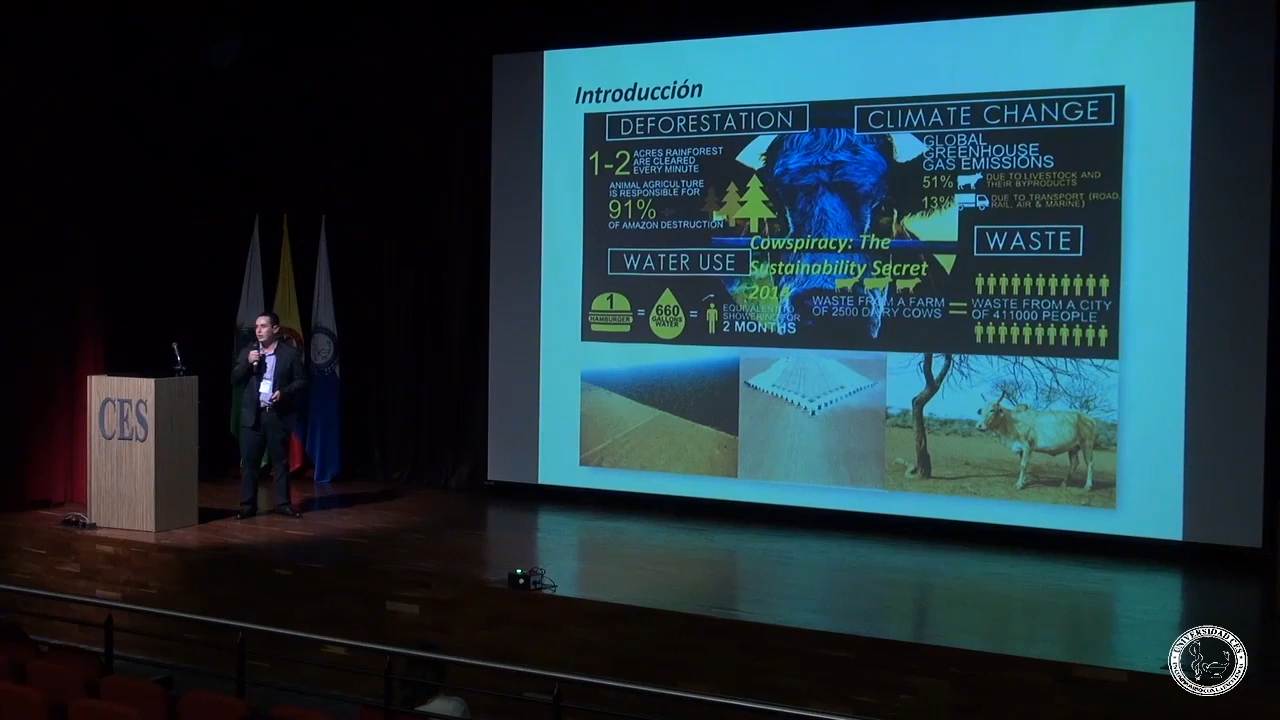 Introducción
DEFORESTATION
1-2 ACRES RAINFOREST
ARE CLEARED
EVERY MINUTE
ANIMAL AGRICULTURE
IS RESPONSIBLE FOR
91%
OF AMAZON DESTRUCTION
CLIMATE CHANGE
GLOBAL
GREENHOUSE
GAS EMISSIONS
51% DUE TO LIVESTOCK AND
THEIR BYPRODUCTS
13% DUE TO TRANSPORT (ROAD,
RAIL, AIR & MARINE)
Cowspiracy: The
Sustainability Secret
WATER USE
1
HAMBURGER
=
660
GALLONS
WATER
=
EQUIVALENT TO
SHOWERING FOR
2 MONTHS
WASTE
WASTE FROM A FARM
OF 2500 DAIRY COWS
=
WASTE FROM A CITY
OF 411000 PEOPLE
CES
UNIVERSIDAD CES